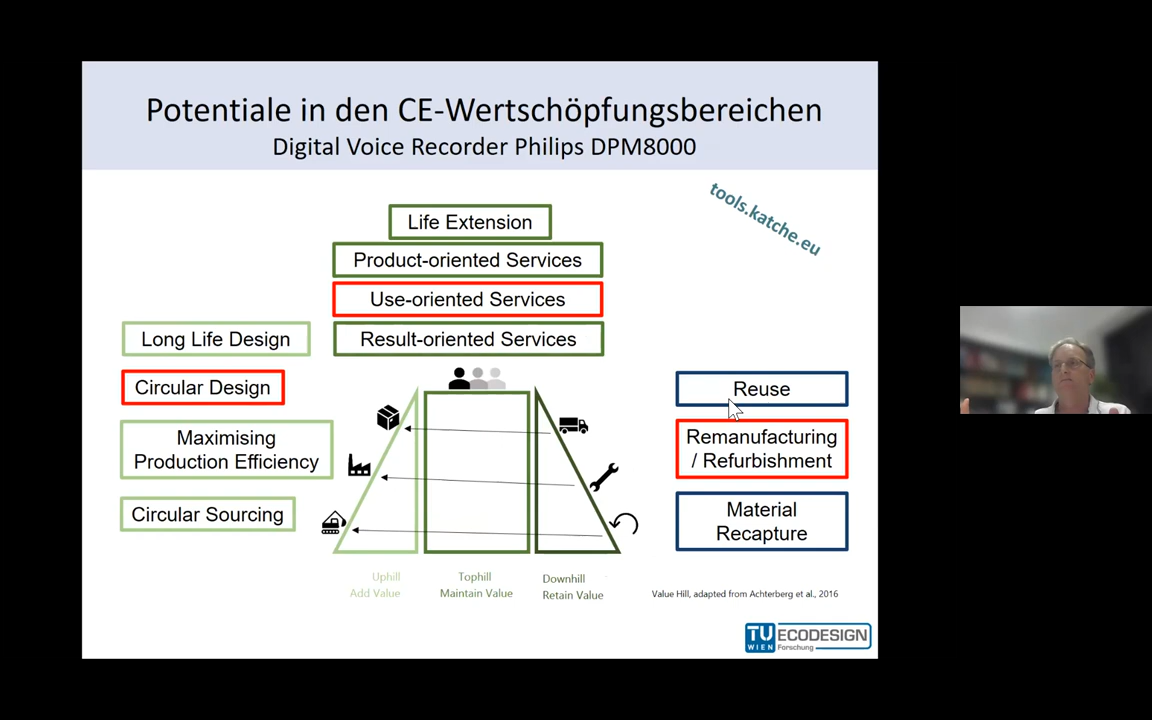 Potentiale in den CE-Wertschöpfungsbereichen
Digital Voice Recorder Philips DPM8000
tools.katche.eu
Life Extension
Product-oriented Services
Use-oriented Services
Result-oriented Services
Long Life Design
Circular Design
Maximising
Production Efficiency
Circular Sourcing
Reuse
Remanufacturing
/ Refurbishment
Material
Recapture
Uphill
Add Value
Tophill
Maintain Value
Downhill
Retain Value
Value Hill, adapted from Achterberg et al., 2016
TU
WIEN
ECODESIGN
Forschung